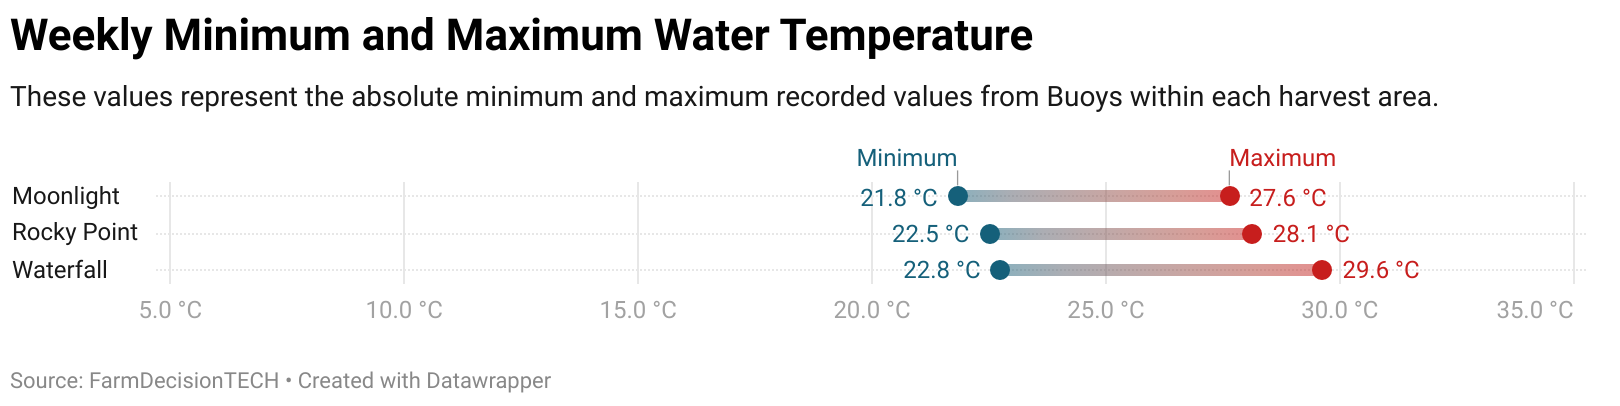 Weekly Minimum and Maximum Water Temperature
These values represent the absolute minimum and maximum recorded values from Buoys within each harvest area.
Minimum Maximum
Moonlight 21.8 °C 27.6 °C
Rocky Point 22.5 °C 28.1 °C
Waterfall 22.8 °C 29.6 °C
5.0 °C 10.0 °C 15.0 °C 20.0 °C 25.0 °C 30.0 °C 35.0 °C
Source: FarmDecisionTECH • Created with Datawrapper